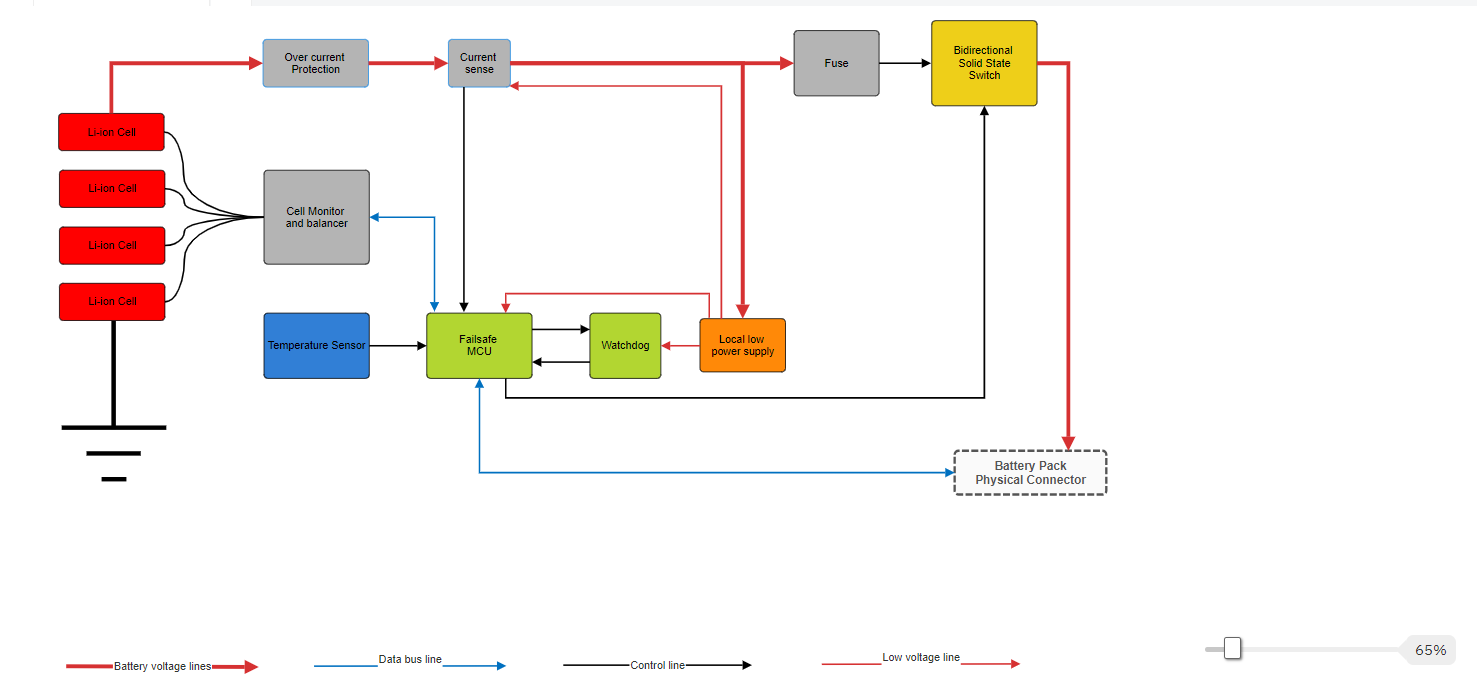 Over current
Protection
Current
sense
Fuse
Bidirectional
Solid State
Switch
Li-ion Cell
Li-ion Cell
Li-ion Cell
Li-ion Cell
Cell Monitor
and balancer
Temperature Sensor
Failsafe
MCU
Watchdog
Local low
power supply
Battery Pack
Physical Connector
Battery voltage lines
Data bus line
Control line
Low voltage line
65%